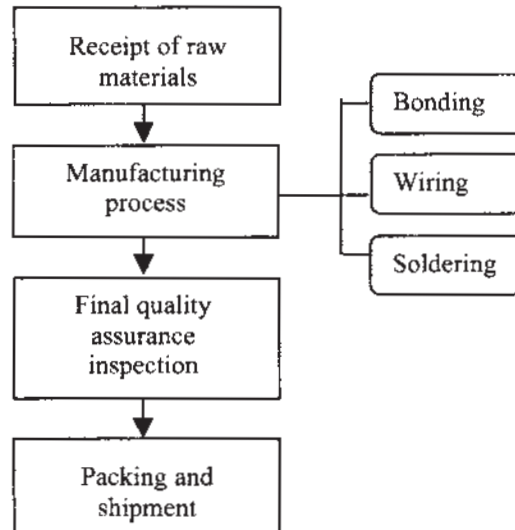 Receipt of raw
materials
Manufacturing
process
Bonding
Wiring
Soldering
Final quality
assurance
inspection
Packing and
shipment